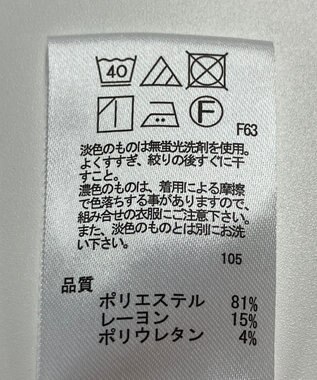 40
F
F63
淡色のものは無蛍光洗剤を使用。
よくすすぎ、絞りの後すぐに干
すこと。
濃色のものは、着用による摩擦
で色落ちする事がありますので、
組み合せの衣服にご注意下さい。
また、淡色のものとは別にお洗
い下さい。
105
品質
ポリエステル 81%
レーヨン 15%
ポリウレタン 4%